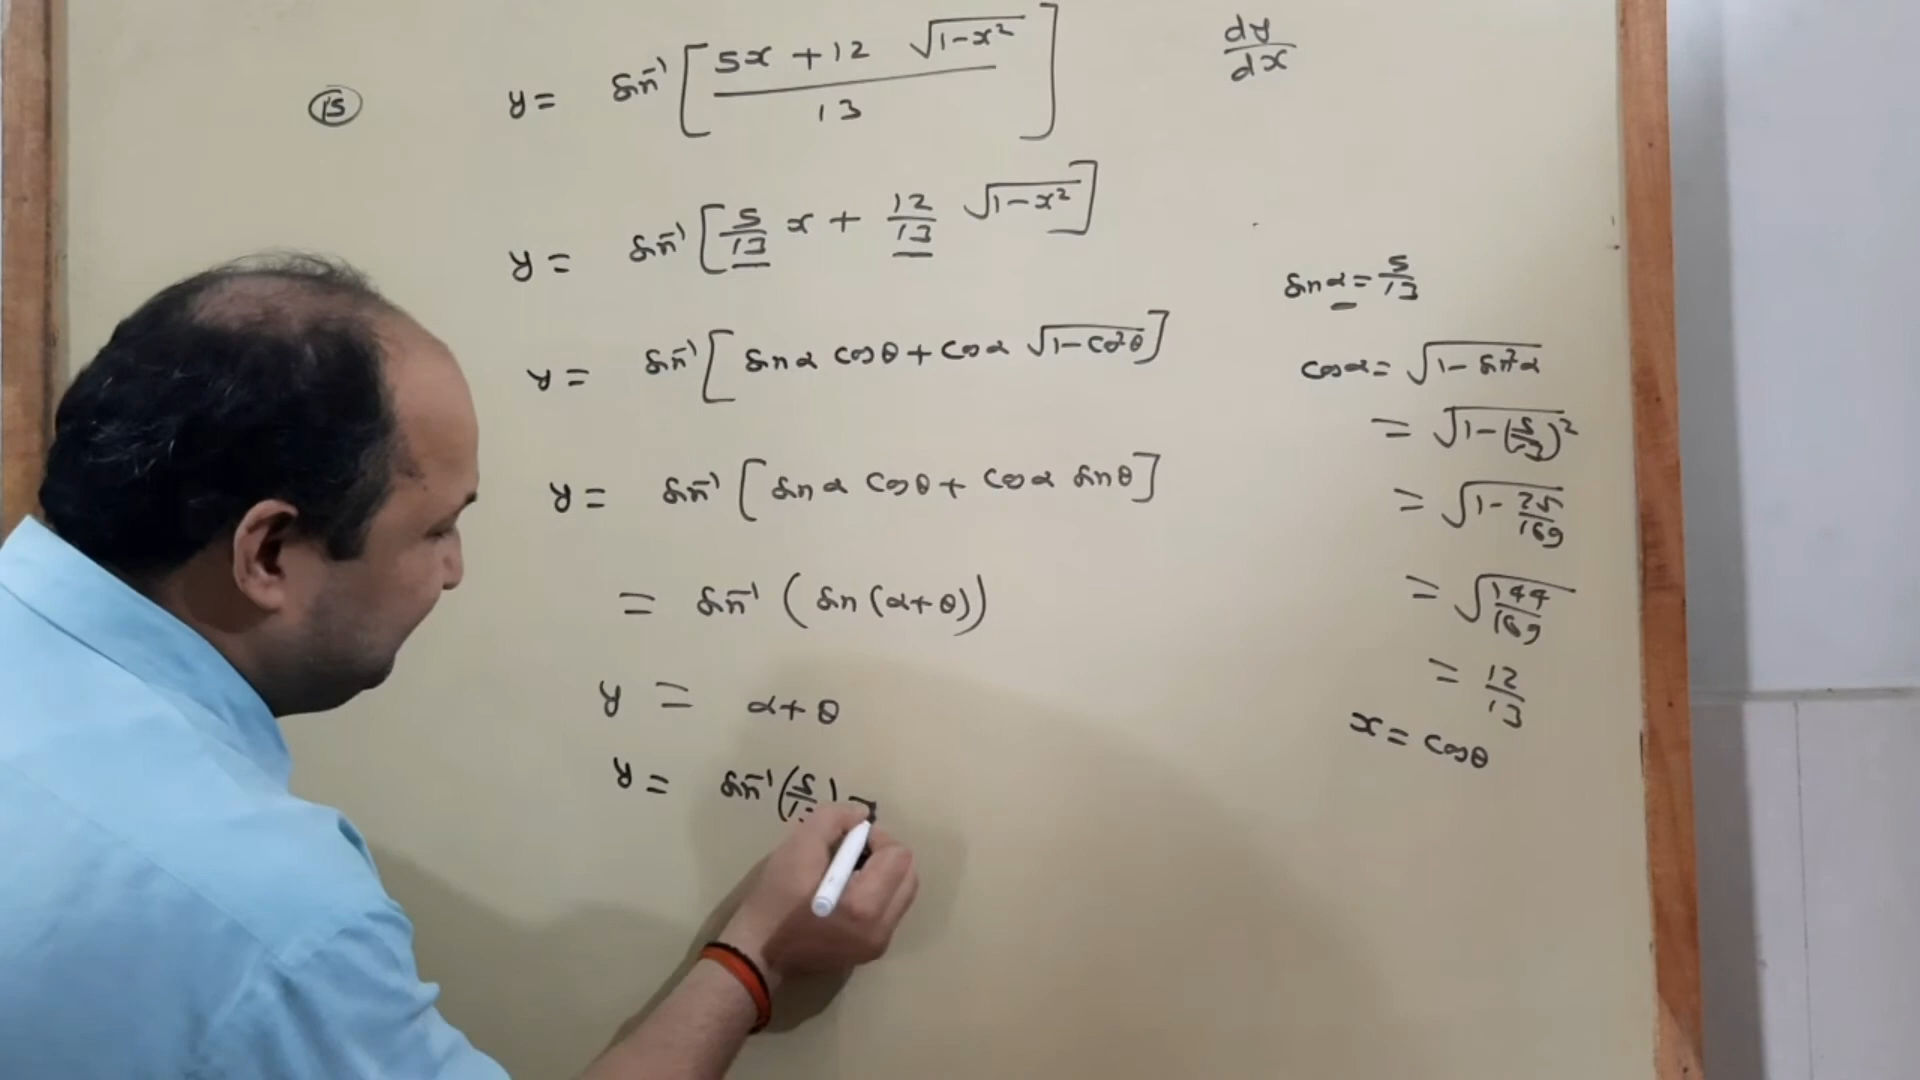 15 y = sin⁻¹ [ (5x + 12 √(1-x²)) / 13 ] dy/dx
y = sin⁻¹ [ 5/13 x + 12/13 √(1-x²) ]
y = sin⁻¹ [ sin α cos θ + cos α √(1-cos²θ) ]
y = sin⁻¹ [ sin α cos θ + cos α sin θ ]
= sin⁻¹ ( sin (α + θ))
y = α + θ
y = sin⁻¹ (5/13)
sin α = 5/13
cos α = √(1 - sin²α)
= √(1 - (5/13)²)
= √(1 - 25/169)
= √(144/169)
= 12/13
x = cos θ